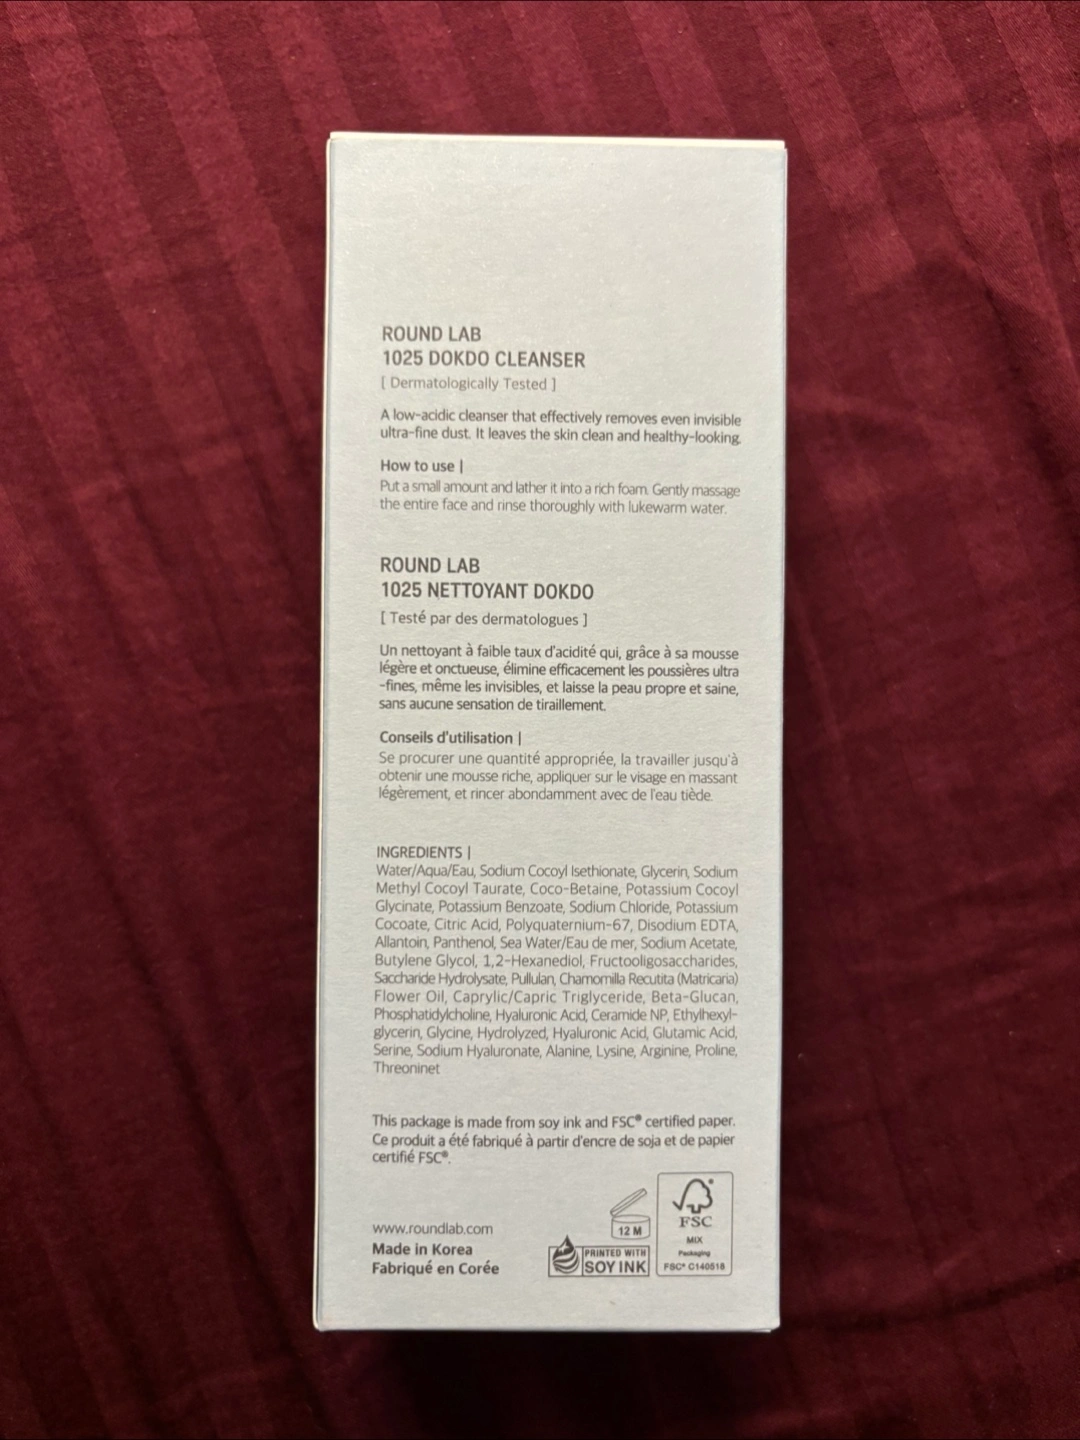 ROUND LAB
1025 DOKDO CLEANSER
[ Dermatologically Tested ]
A low-acidic cleanser that effectively removes even invisible
ultra-fine dust. It leaves the skin clean and healthy-looking.
How to use |
Put a small amount and lather it into a rich foam. Gently massage
the entire face and rinse thoroughly with lukewarm water.
ROUND LAB
1025 NETTOYANT DOKDO
[ Testé par des dermatologues ]
Un nettoyant à faible taux d'acidité qui, grâce à sa mousse
légère et onctueuse, élimine efficacement les poussières ultra
-fines, même les invisibles, et laisse la peau propre et saine,
sans aucune sensation de tiraillement.
Conseils d'utilisation |
Se procurer une quantité appropriée, la travailler jusqu'à
obtenir une mousse riche, appliquer sur le visage en massant
légèrement, et rincer abondamment avec de l'eau tiède.
INGREDIENTS |
Water/Aqua/Eau, Sodium Cocoyl Isethionate, Glycerin, Sodium
Methyl Cocoyl Taurate, Coco-Betaine, Potassium Cocoyl
Glycinate, Potassium Benzoate, Sodium Chloride, Potassium
Cocoate, Citric Acid, Polyquaternium-67, Disodium EDTA,
Allantoin, Panthenol, Sea Water/Eau de mer, Sodium Acetate,
Butylene Glycol, 1,2-Hexanediol, Fructooligosaccharides,
Saccharide Hydrolysate, Pullulan, Chamomilla Recutita (Matricaria)
Flower Oil, Caprylic/Capric Triglyceride, Beta-Glucan,
Phosphatidylcholine, Hyaluronic Acid, Ceramide NP, Ethylhexyl-
glycerin, Glycine, Hydrolyzed, Hyaluronic Acid, Glutamic Acid,
Serine, Sodium Hyaluronate, Alanine, Lysine, Arginine, Proline,
Threoninet
This package is made from soy ink and FSC® certified paper.
Ce produit a été fabriqué à partir d'encre de soja et de papier
certifié FSC®.
www.roundlab.com
Made in Korea
Fabriqué en Corée
12 M
PRINTED WITH
SOY INK
FSC
MIX
Packaging
FSC® C140518